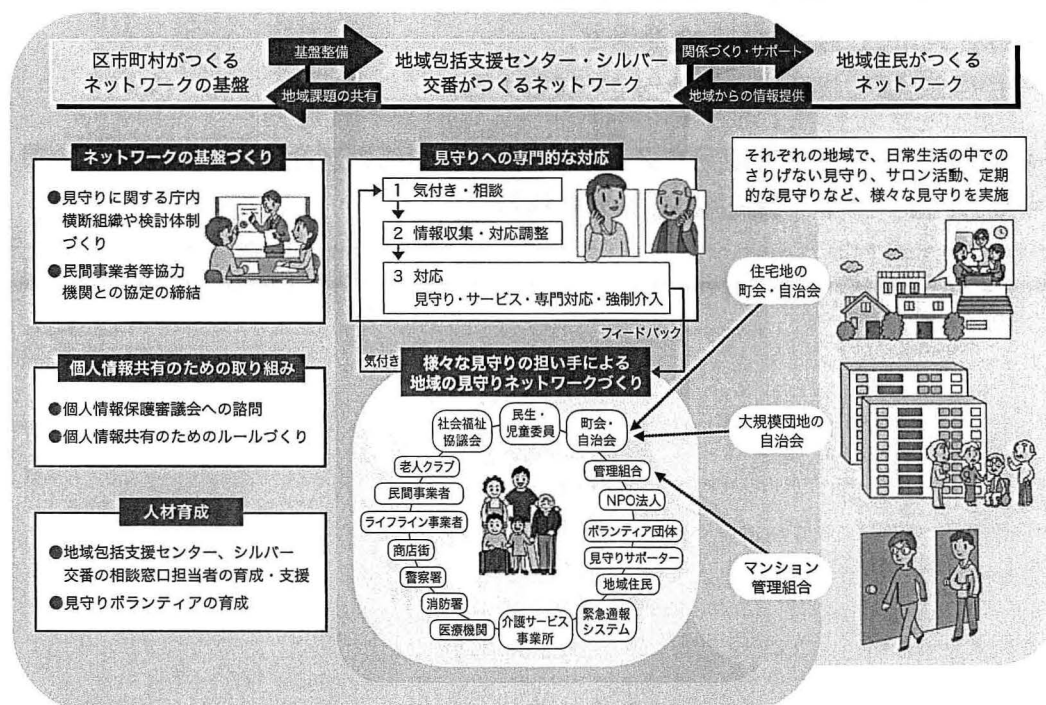 区市町村がつくる
ネットワークの基盤
基盤整備
地域課題の共有
地域包括支援センター・シルバー
交番がつくるネットワーク
関係づくり・サポート
地域からの情報提供
地域住民がつくる
ネットワーク
ネットワークの基盤づくり
●見守りに関する庁内
横断組織や検討体制
づくり
●民間事業者等協力
機関との協定の締結
個人情報共有のための取り組み
●個人情報保護審議会への諮問
●個人情報共有のためのルールづくり
人材育成
●地域包括支援センター、シルバー
交番の相談窓口担当者の育成・支援
●見守りボランティアの育成
見守りへの専門的な対応
1 気付き・相談
2 情報収集・対応調整
3 対応
見守り・サービス・専門対応・強制介入
フィードバック
気付き
様々な見守りの担い手による
地域の見守りネットワークづくり
民生・
児童委員
町会・
自治会
管理組合
NPO法人
ボランティア団体
見守りサポーター
地域住民
緊急通報
システム
介護サービス
事業所
医療機関
消防署
警察署
商店街
ライフライン事業者
民間事業者
老人クラブ
社会福祉
協議会
それぞれの地域で、日常生活の中での
さりげない見守り、サロン活動、定期
的な見守りなど、様々な見守りを実施
住宅地の
町会・自治会
大規模団地の
自治会
マンション
管理組合